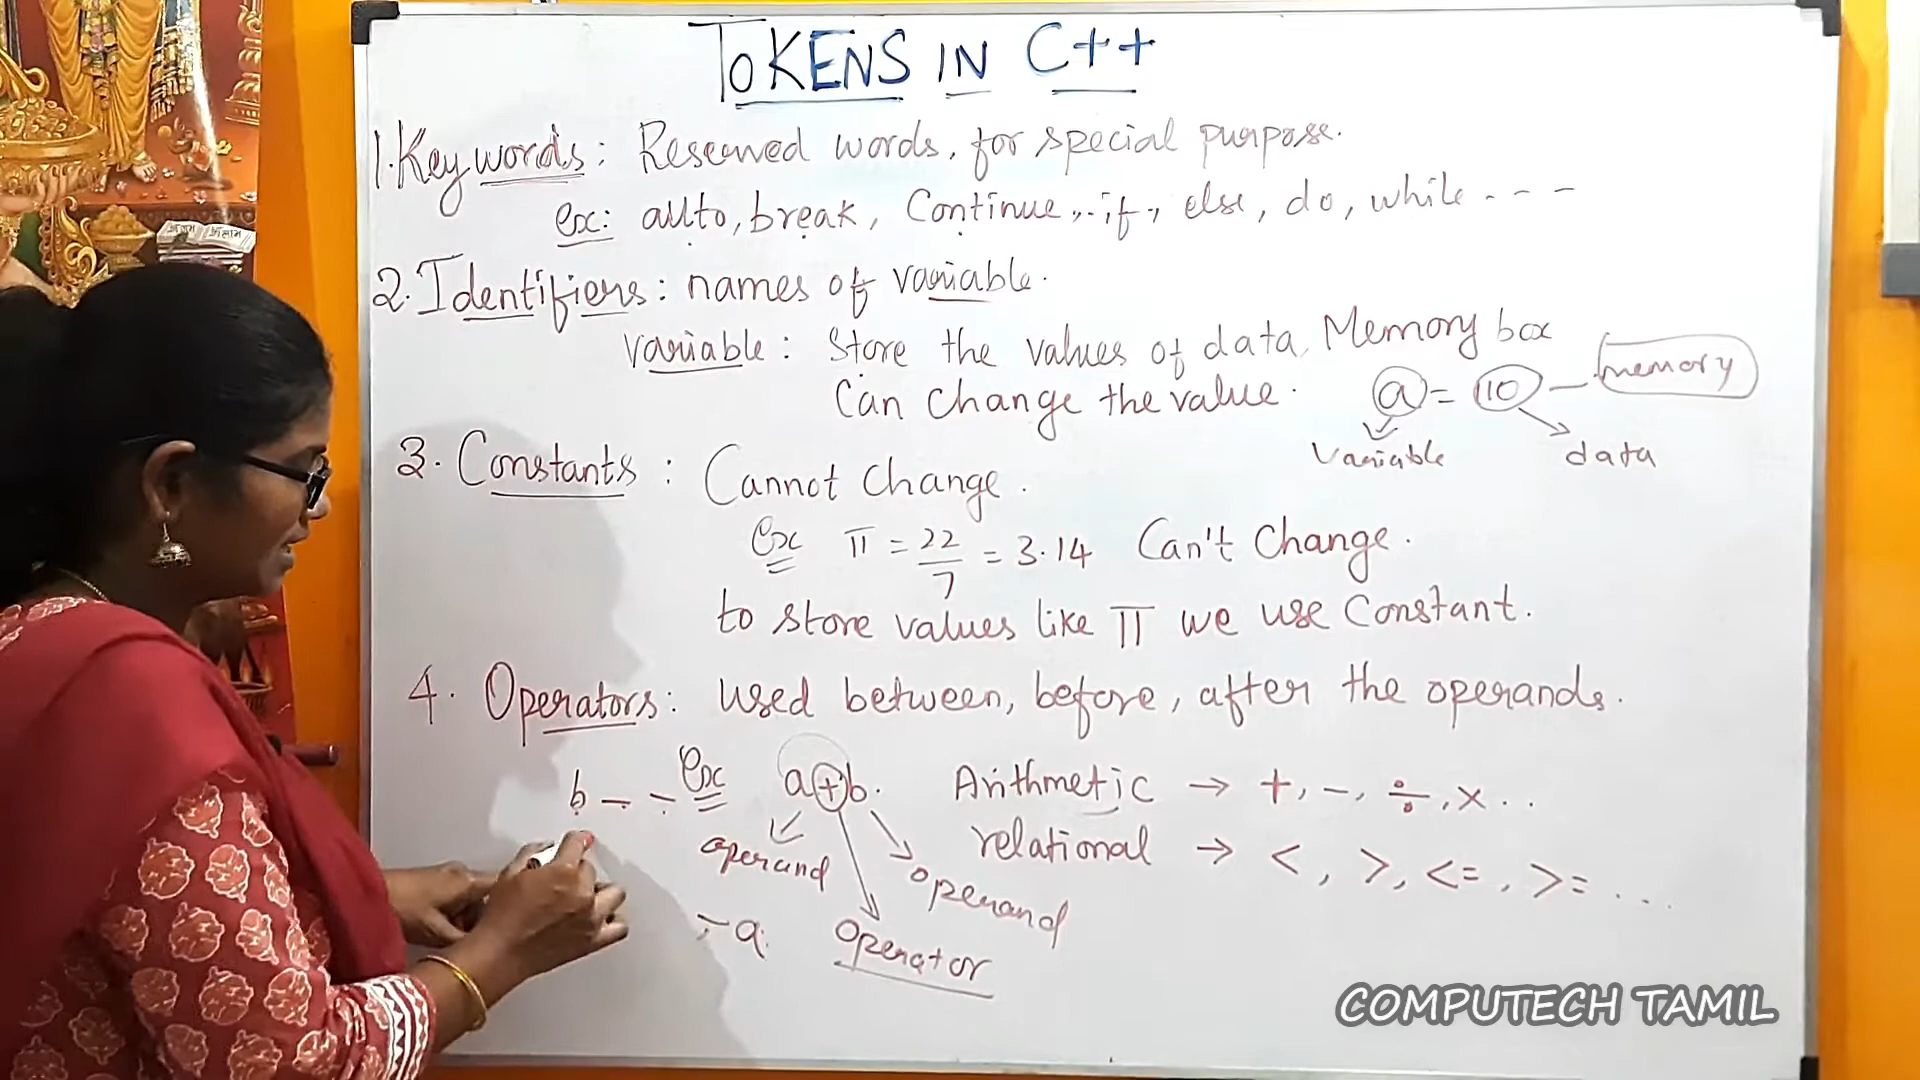 TOKENS IN C++
1. Keywords: Reserved words, for special purpose.
ex: auto, break, Continue, if, else, do, while - - -
2. Identifiers: names of variable.
variable: Store the values of data, Memory box
Can change the value.
a = 10 — memory
variable data
3. Constants: Cannot change.
ex π = 22/7 = 3.14 Can't Change.
to store values like π we use Constant.
4. Operators: used between, before, after the operands.
b - - ex a+b. Arithmetic → +, -, ÷, × ..
operand operand relational → <, >, <=, >= ...
-a operator
COMPUTECH TAMIL